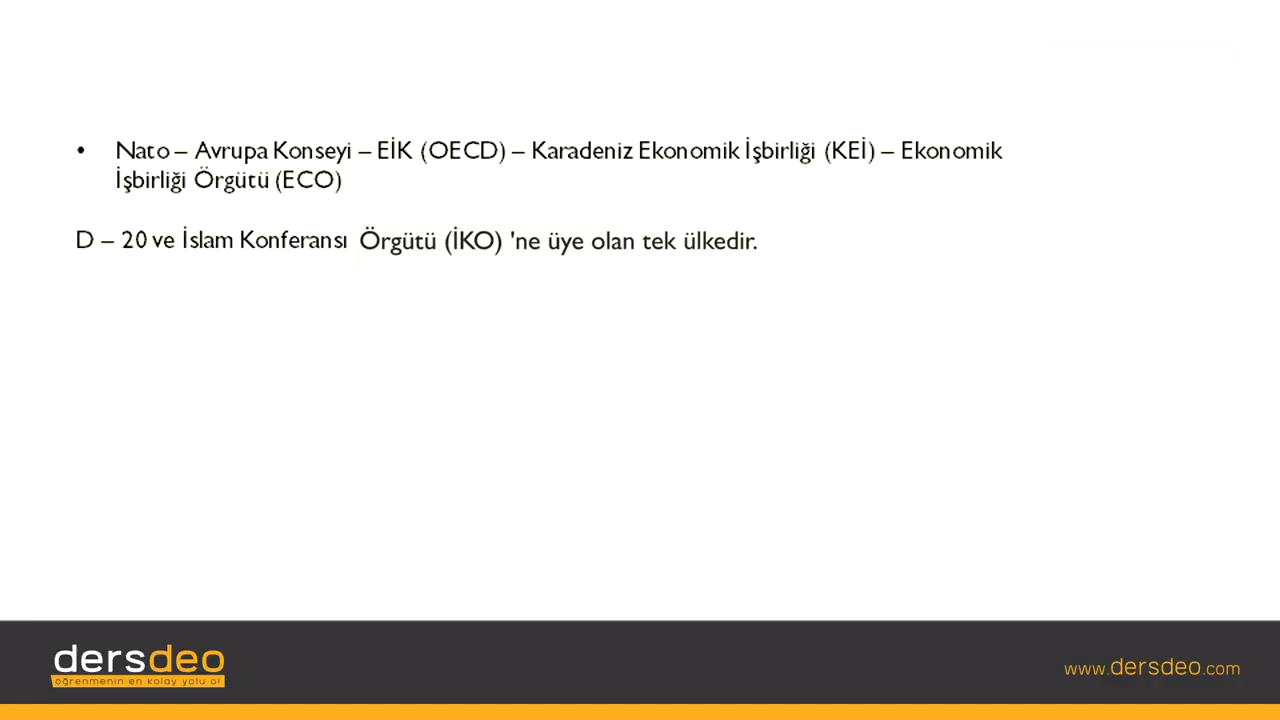 • Nato – Avrupa Konseyi – EİK (OECD) – Karadeniz Ekonomik İşbirliği (KEİ) – Ekonomik
İşbirliği Örgütü (ECO)
D – 20 ve İslam Konferansı Örgütü (İKO) 'ne üye olan tek ülkedir.
dersdeo
öğrenmenin en kolay yolu o!
www.dersdeo.com